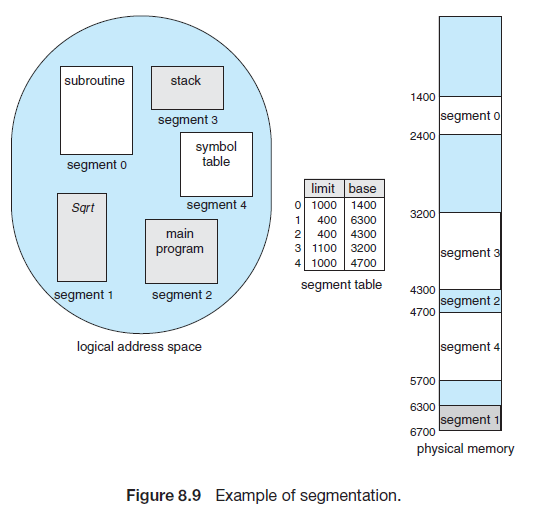 subroutine
segment 0
stack
segment 3
symbol
table
segment 4
Sqrt
segment 1
main
program
segment 2
logical address space
limit base
0 1000 1400
1 400 6300
2 400 4300
3 1100 3200
4 1000 4700
segment table
1400
segment 0
2400
3200
segment 3
4300
segment 2
4700
segment 4
5700
6300
segment 1
6700
physical memory
Figure 8.9 Example of segmentation.